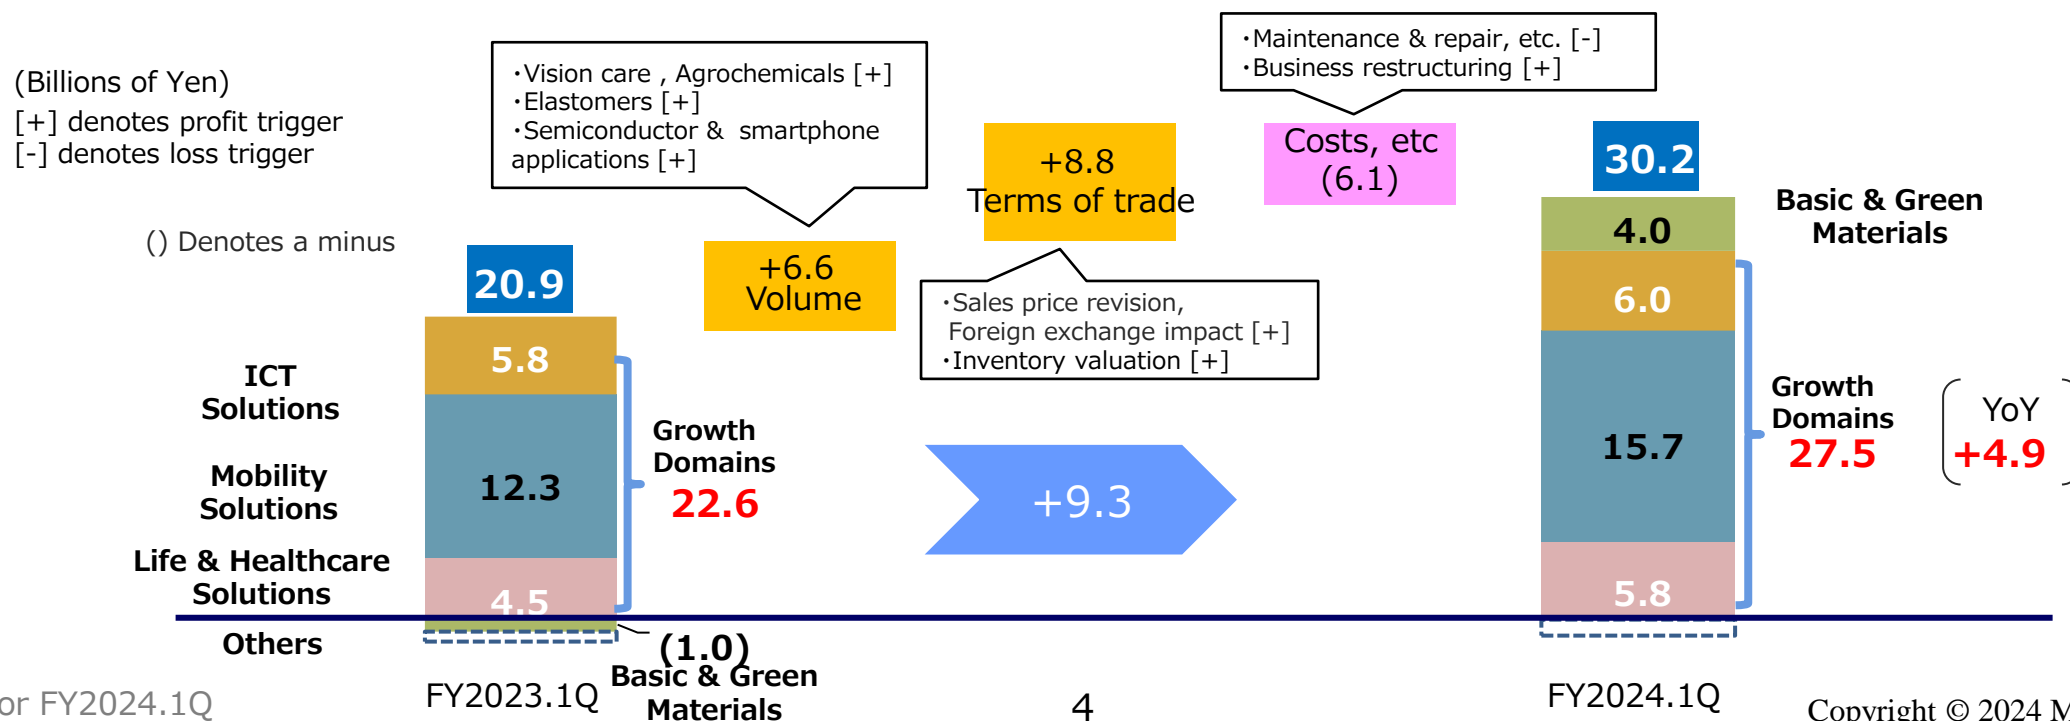 (Billions of Yen)
[+] denotes profit trigger
[-] denotes loss trigger
() Denotes a minus
・Vision care , Agrochemicals [+]
・Elastomers [+]
・Semiconductor & smartphone
applications [+]
+6.6
Volume
+8.8
Terms of trade
・Sales price revision,
Foreign exchange impact [+]
・Inventory valuation [+]
・Maintenance & repair, etc. [-]
・Business restructuring [+]
Costs, etc
(6.1)
20.9
5.8
12.3
4.5
ICT
Solutions
Mobility
Solutions
Life & Healthcare
Solutions
Others
Growth
Domains
22.6
(1.0)
Basic & Green
Materials
FY2023.1Q
+9.3
30.2
4.0
6.0
15.7
5.8
Basic & Green
Materials
Growth
Domains
27.5
YoY
+4.9
FY2024.1Q
or FY2024.1Q
4
Copyright © 2024 M